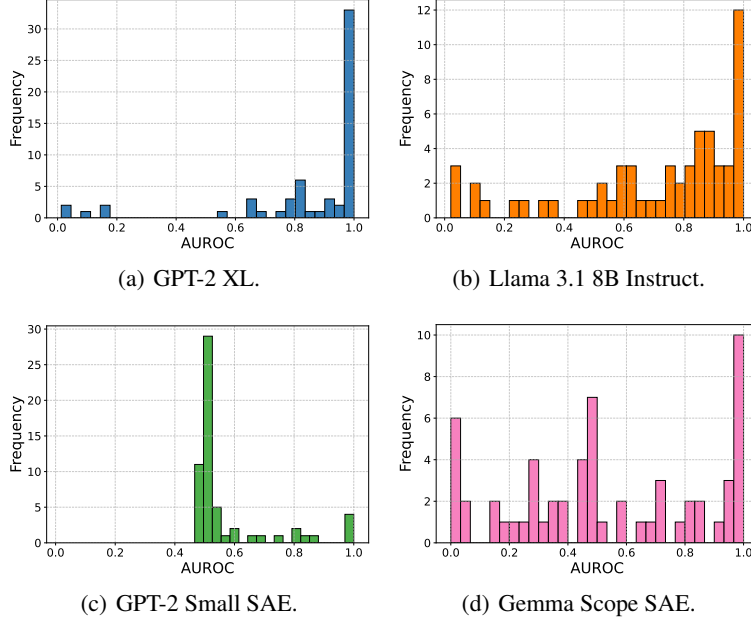 30
25
20
15
10
5
0
Frequency
0.0 0.2 0.4 0.6 0.8 1.0
AUROC
(a) GPT-2 XL.
12
10
8
6
4
2
0
Frequency
0.0 0.2 0.4 0.6 0.8 1.0
AUROC
(b) Llama 3.1 8B Instruct.
30
25
20
15
10
5
0
Frequency
0.0 0.2 0.4 0.6 0.8 1.0
AUROC
(c) GPT-2 Small SAE.
10
8
6
4
2
0
Frequency
0.0 0.2 0.4 0.6 0.8 1.0
AUROC
(d) Gemma Scope SAE.